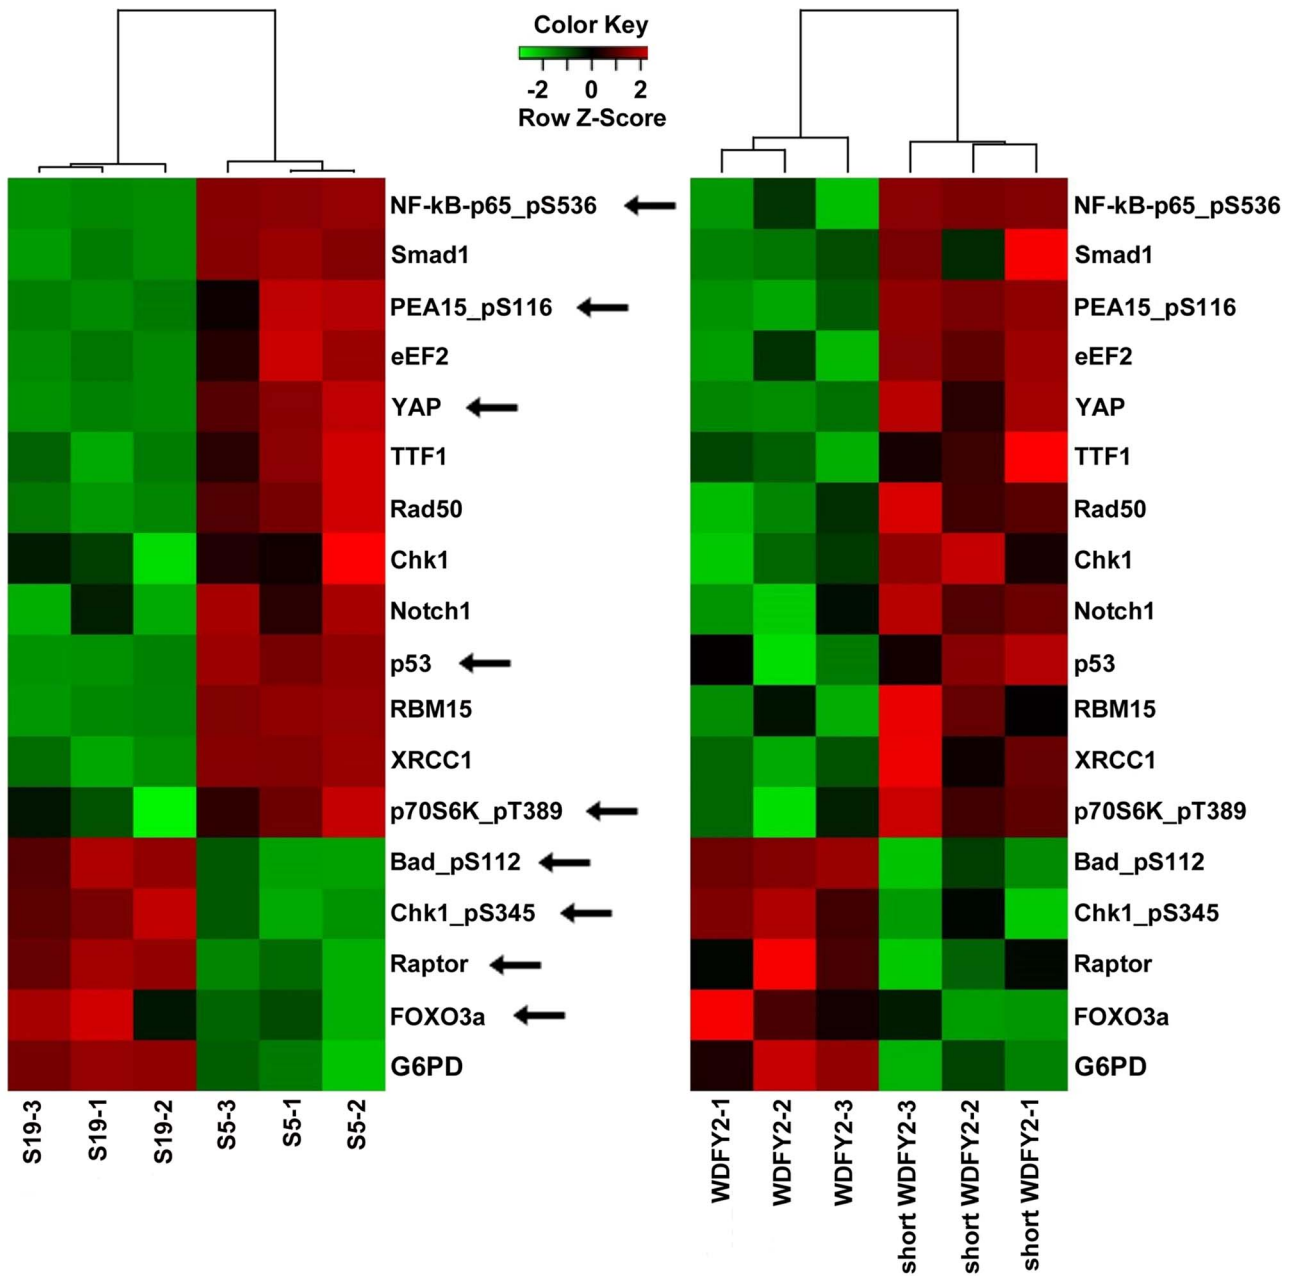 Color Key
-2 0 2
Row Z-Score
NF-kB-p65_pS536
Smad1
PEA15_pS116
eEF2
YAP
TTF1
Rad50
Chk1
Notch1
p53
RBM15
XRCC1
p70S6K_pT389
Bad_pS112
Chk1_pS345
Raptor
FOXO3a
G6PD
S19-3
S19-1
S19-2
S5-3
S5-1
S5-2
NF-kB-p65_pS536
Smad1
PEA15_pS116
eEF2
YAP
TTF1
Rad50
Chk1
Notch1
p53
RBM15
XRCC1
p70S6K_pT389
Bad_pS112
Chk1_pS345
Raptor
FOXO3a
G6PD
WDFY2-1
WDFY2-2
WDFY2-3
short WDFY2-3
short WDFY2-2
short WDFY2-1